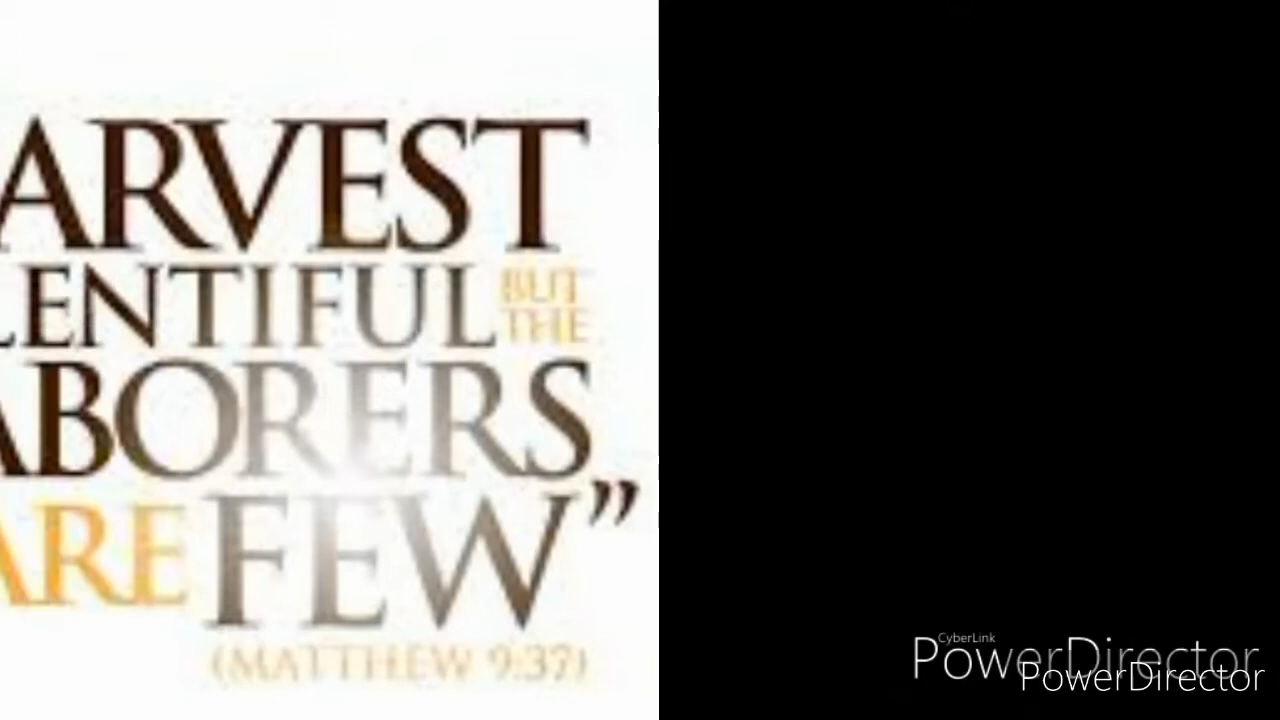 ARVEST
LENTIFUL BUT THE
ABORERS
ARE FEW”
(MATTHEW 9:37)
CyberLink
PowerDirector
PowerDirector